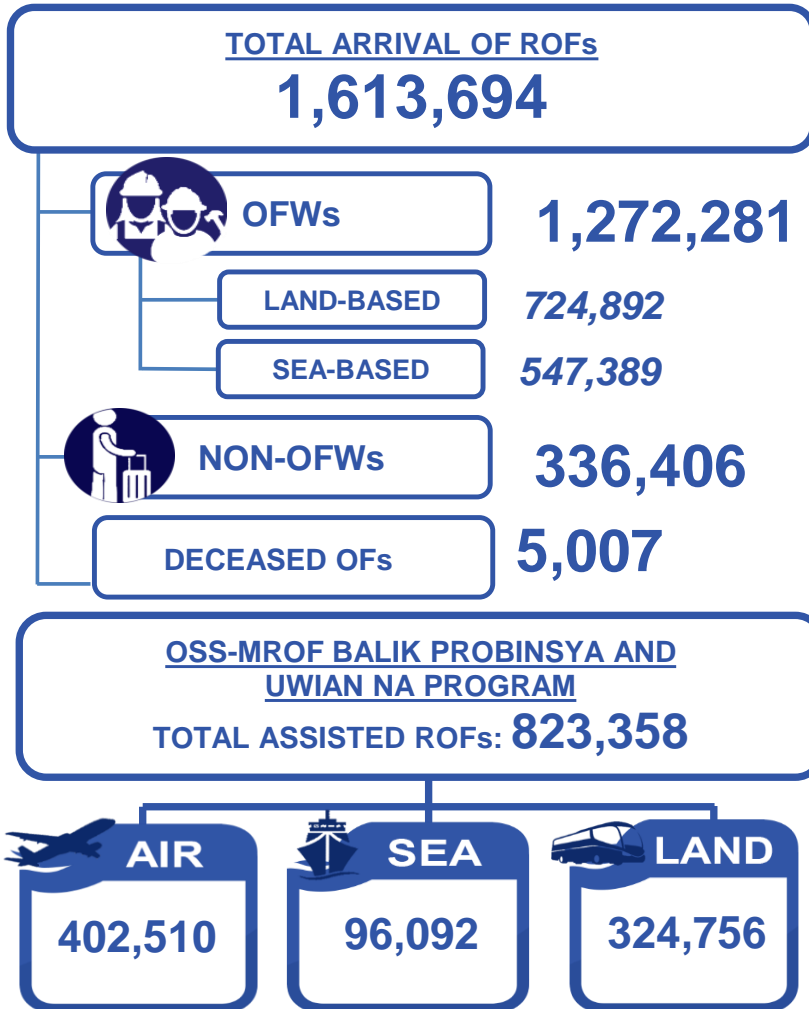 TOTAL ARRIVAL OF ROFs
1,613,694
OFWs 1,272,281
LAND-BASED 724,892
SEA-BASED 547,389
NON-OFWs 336,406
DECEASED OFs 5,007
OSS-MROF BALIK PROBINSYA AND
UWIAN NA PROGRAM
TOTAL ASSISTED ROFs: 823,358
AIR SEA LAND
402,510 96,092 324,756